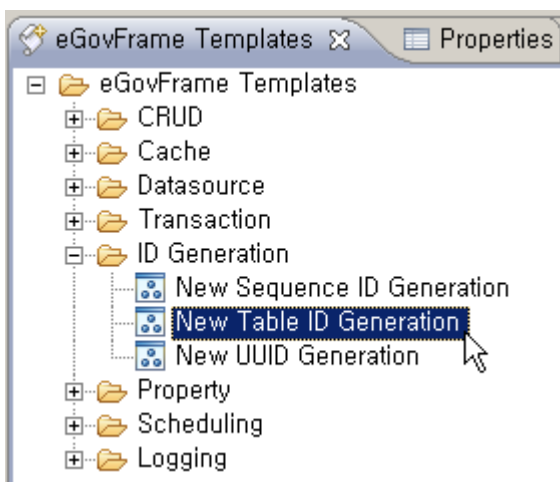 eGovFrame Templates Properties
eGovFrame Templates
CRUD
Cache
Datasource
Transaction
ID Generation
New Sequence ID Generation
New Table ID Generation
New UUID Generation
Property
Scheduling
Logging